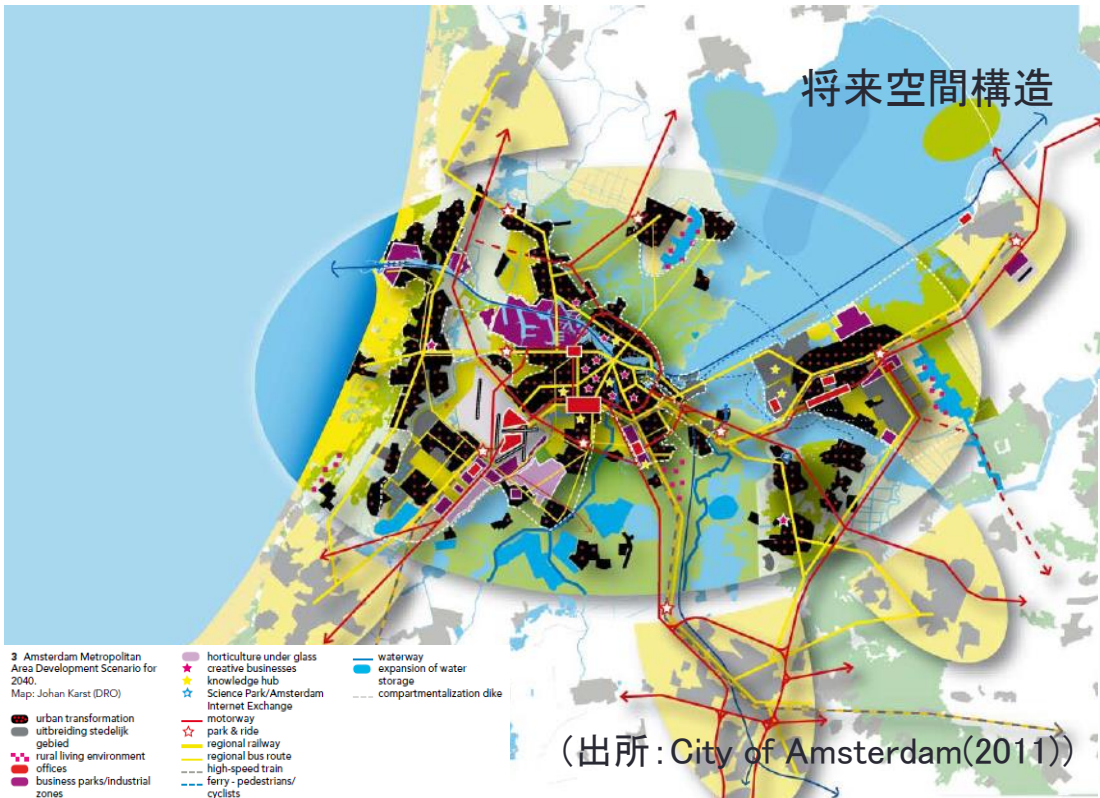 将来空間構造
3 Amsterdam Metropolitan
Area Development Scenario for
2040.
Map: Johan Karst (DRO)
urban transformation
uitbreiding stedelijk
gebied
rural living environment
offices
business parks/industrial
zones
horticulture under glass
creative businesses
knowledge hub
Science Park/Amsterdam
Internet Exchange
motorway
park & ride
regional railway
regional bus route
high-speed train
ferry - pedestrians/
cyclists
waterway
expansion of water
storage
compartmentalization dike
（出所：City of Amsterdam(2011)）